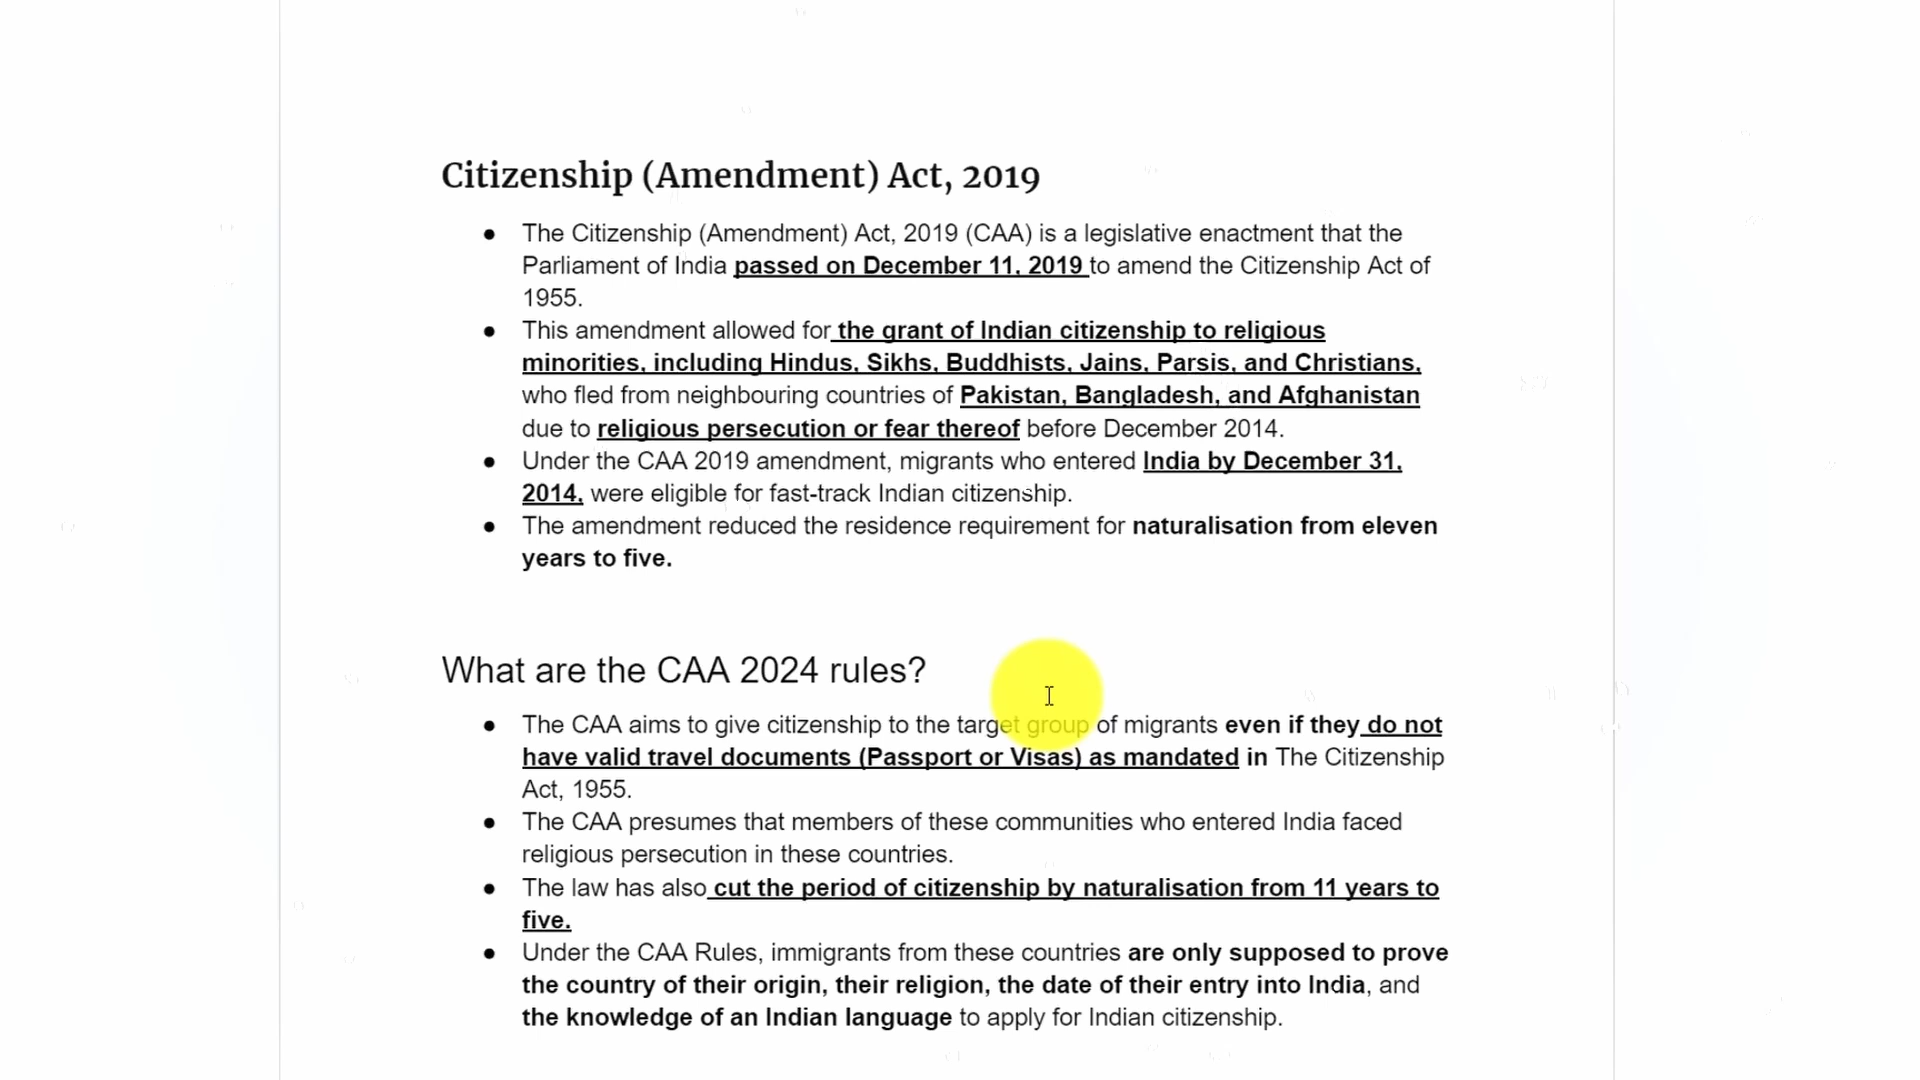 Citizenship (Amendment) Act, 2019
● The Citizenship (Amendment) Act, 2019 (CAA) is a legislative enactment that the
Parliament of India passed on December 11, 2019 to amend the Citizenship Act of
1955.
● This amendment allowed for the grant of Indian citizenship to religious
minorities, including Hindus, Sikhs, Buddhists, Jains, Parsis, and Christians,
who fled from neighbouring countries of Pakistan, Bangladesh, and Afghanistan
due to religious persecution or fear thereof before December 2014.
● Under the CAA 2019 amendment, migrants who entered India by December 31,
2014, were eligible for fast-track Indian citizenship.
● The amendment reduced the residence requirement for naturalisation from eleven
years to five.
What are the CAA 2024 rules?
● The CAA aims to give citizenship to the target group of migrants even if they do not
have valid travel documents (Passport or Visas) as mandated in The Citizenship
Act, 1955.
● The CAA presumes that members of these communities who entered India faced
religious persecution in these countries.
● The law has also cut the period of citizenship by naturalisation from 11 years to
five.
● Under the CAA Rules, immigrants from these countries are only supposed to prove
the country of their origin, their religion, the date of their entry into India, and
the knowledge of an Indian language to apply for Indian citizenship.